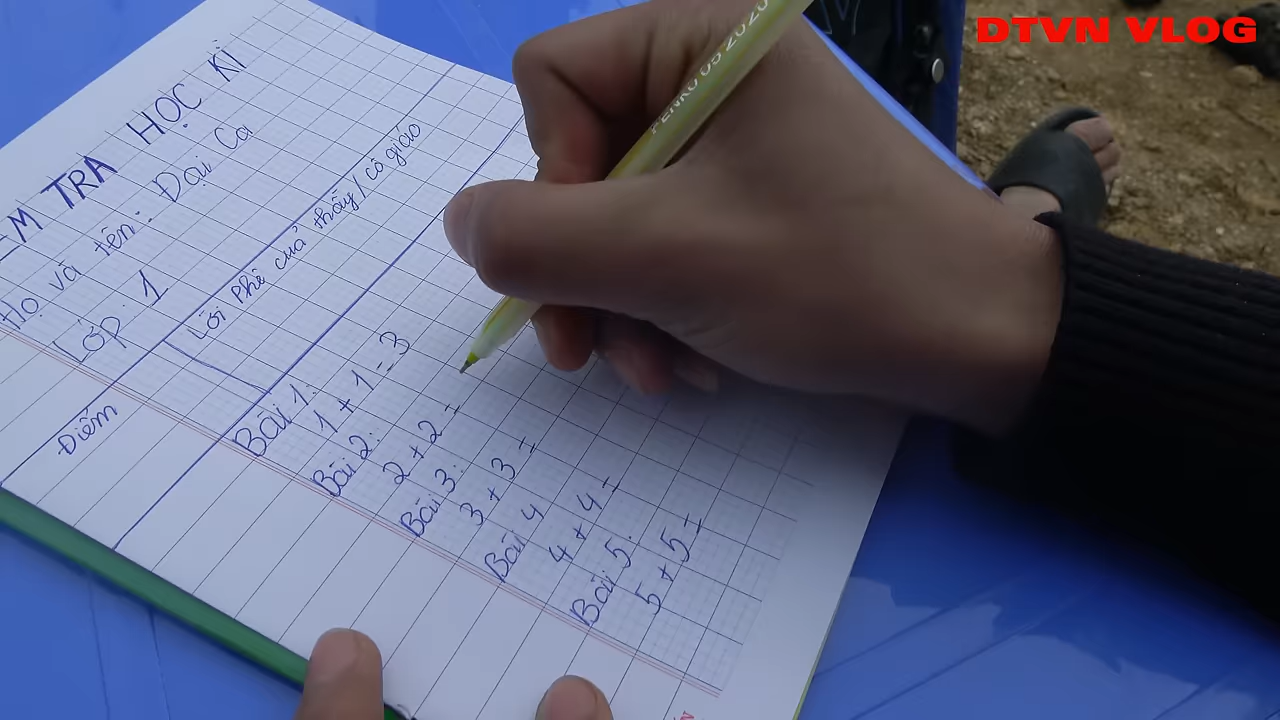 DTVN VLOG
TRA HỌC KÌ
Họ và tên: Đại Ca
Lớp 1
Điểm
Lời phê của thầy / cô giáo
Bài 1.
1 + 1 = 3
Bài 2:
2 + 2 =
Bài 3:
3 + 3 =
Bài 4
4 + 4 =
Bài 5:
5 + 5 =
05 2020